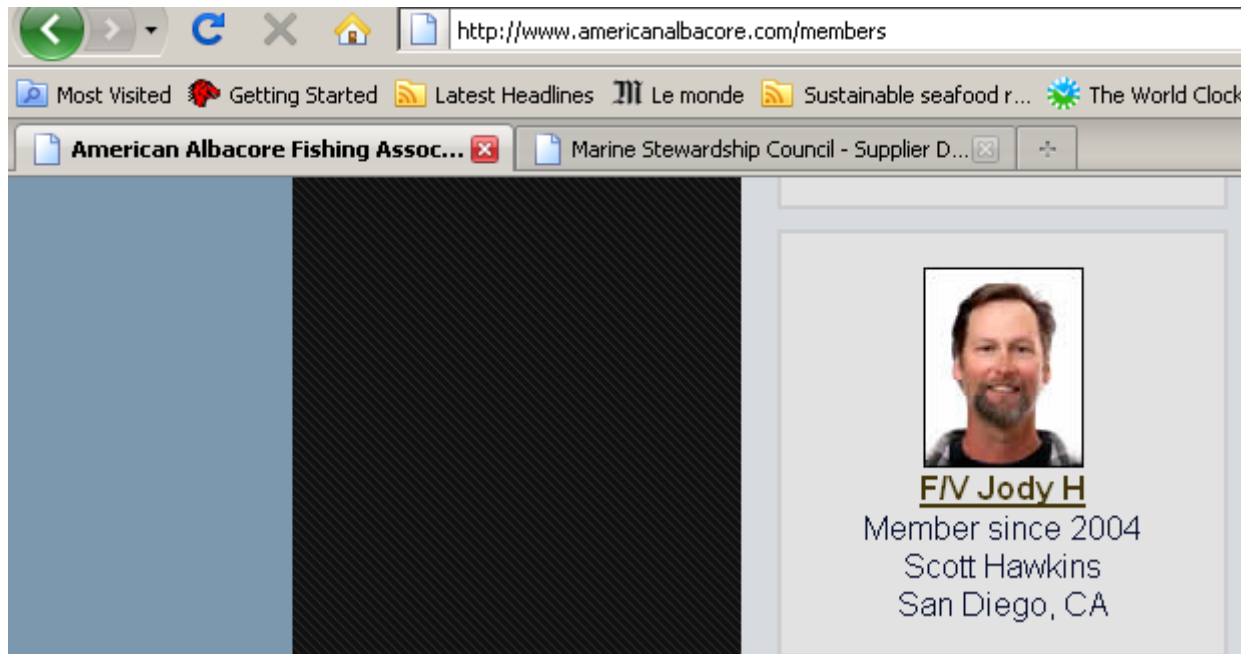 http://www.americanalbacore.com/members
Most Visited Getting Started Latest Headlines Le monde Sustainable seafood r... The World Clock
American Albacore Fishing Assoc... Marine Stewardship Council - Supplier D...
F/V Jody H
Member since 2004
Scott Hawkins
San Diego, CA